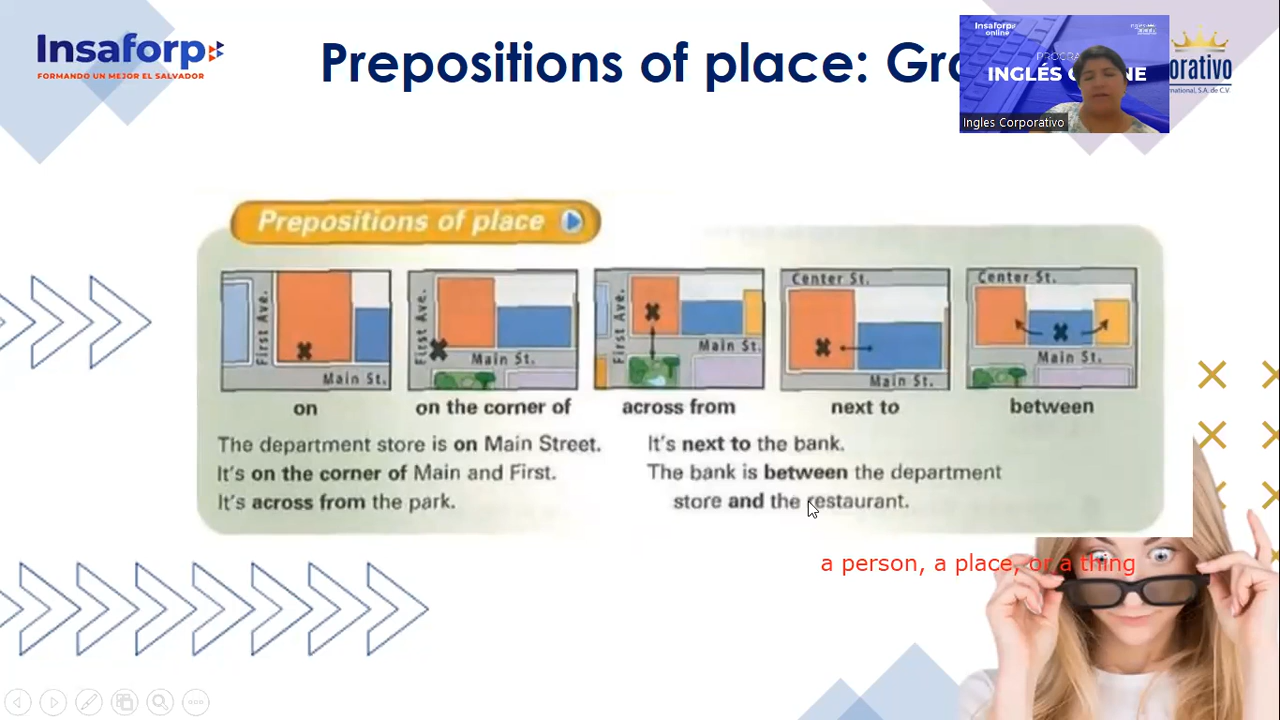 Insaforp
FORMANDO UN MEJOR EL SALVADOR
Prepositions of place:
Insaforp
online
INGLÉS
Ingles Corporativo
orativo
Prepositions of place
First Ave.
Main St.
First Ave.
Main St.
First Ave.
Main St.
Center St.
Main St.
Center St.
Main St.
on
on the corner of
across from
next to
between
The department store is on Main Street.
It's on the corner of Main and First.
It's across from the park.
It's next to the bank.
The bank is between the department
store and the restaurant.
a person, a place, or a thing